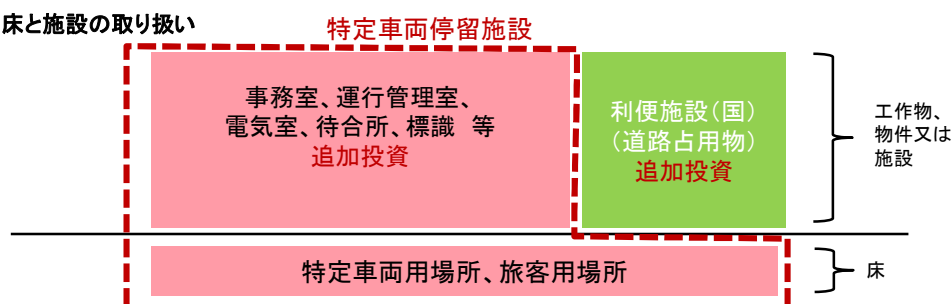 床と施設の取り扱い
特定車両停留施設
事務室、運行管理室、
電気室、待合所、標識 等
追加投資
利便施設(国)
(道路占用物)
追加投資
工作物、
物件又は
施設
特定車両用場所、旅客用場所
床